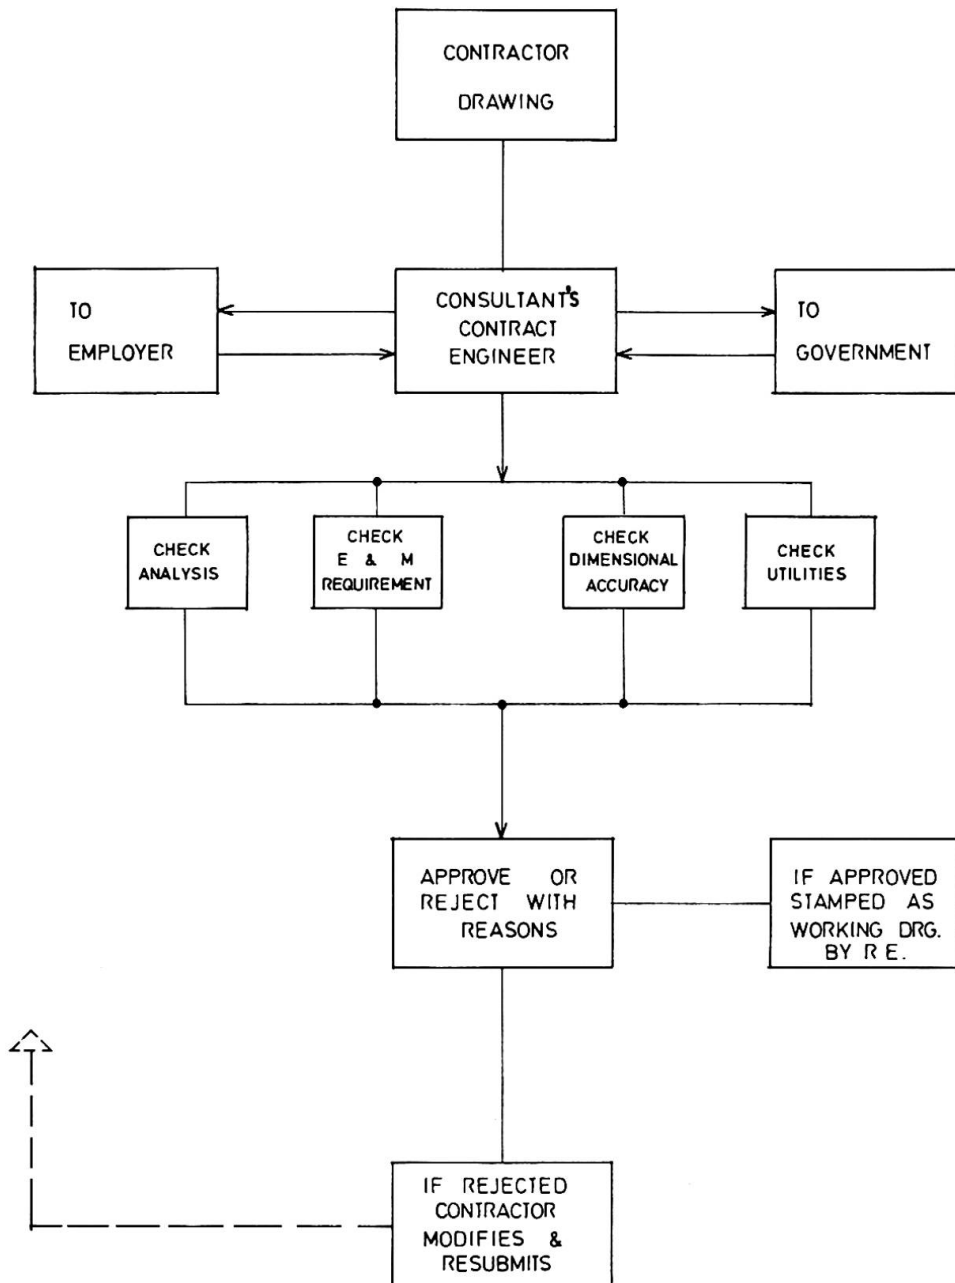 CONTRACTOR
DRAWING
TO
EMPLOYER
CONSULTANT'S
CONTRACT
ENGINEER
TO
GOVERNMENT
CHECK
ANALYSIS
CHECK
E & M
REQUIREMENT
CHECK
DIMENSIONAL
ACCURACY
CHECK
UTILITIES
APPROVE OR
REJECT WITH
REASONS
IF APPROVED
STAMPED AS
WORKING DRG.
BY R E.
IF REJECTED
CONTRACTOR
MODIFIES &
RESUBMITS